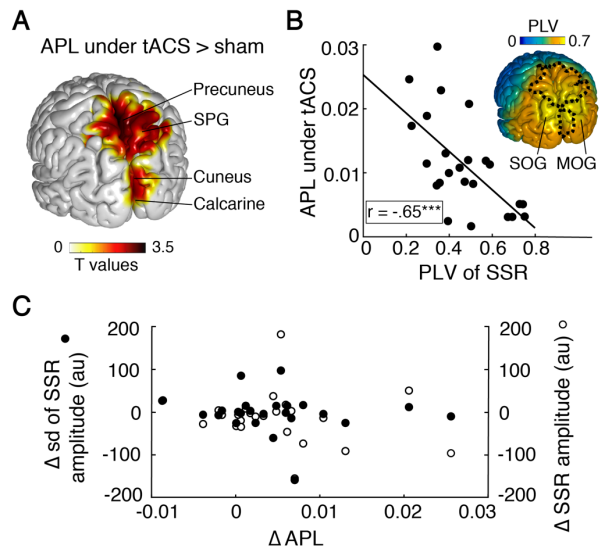 A
APL under tACS > sham
Precuneus
SPG
Cuneus
Calcarine
0 3.5
T values
B
PLV
0 0.7
SOG MOG
APL under tACS
0.03
0.02
0.01
0
r = -.65***
0 0.2 0.4 0.6 0.8
PLV of SSR
C
Δ sd of SSR
amplitude (au)
200
100
0
-100
-200
-0.01 0 0.01 0.02 0.03
Δ APL
200
100
0
-100
-200
Δ SSR amplitude (au)